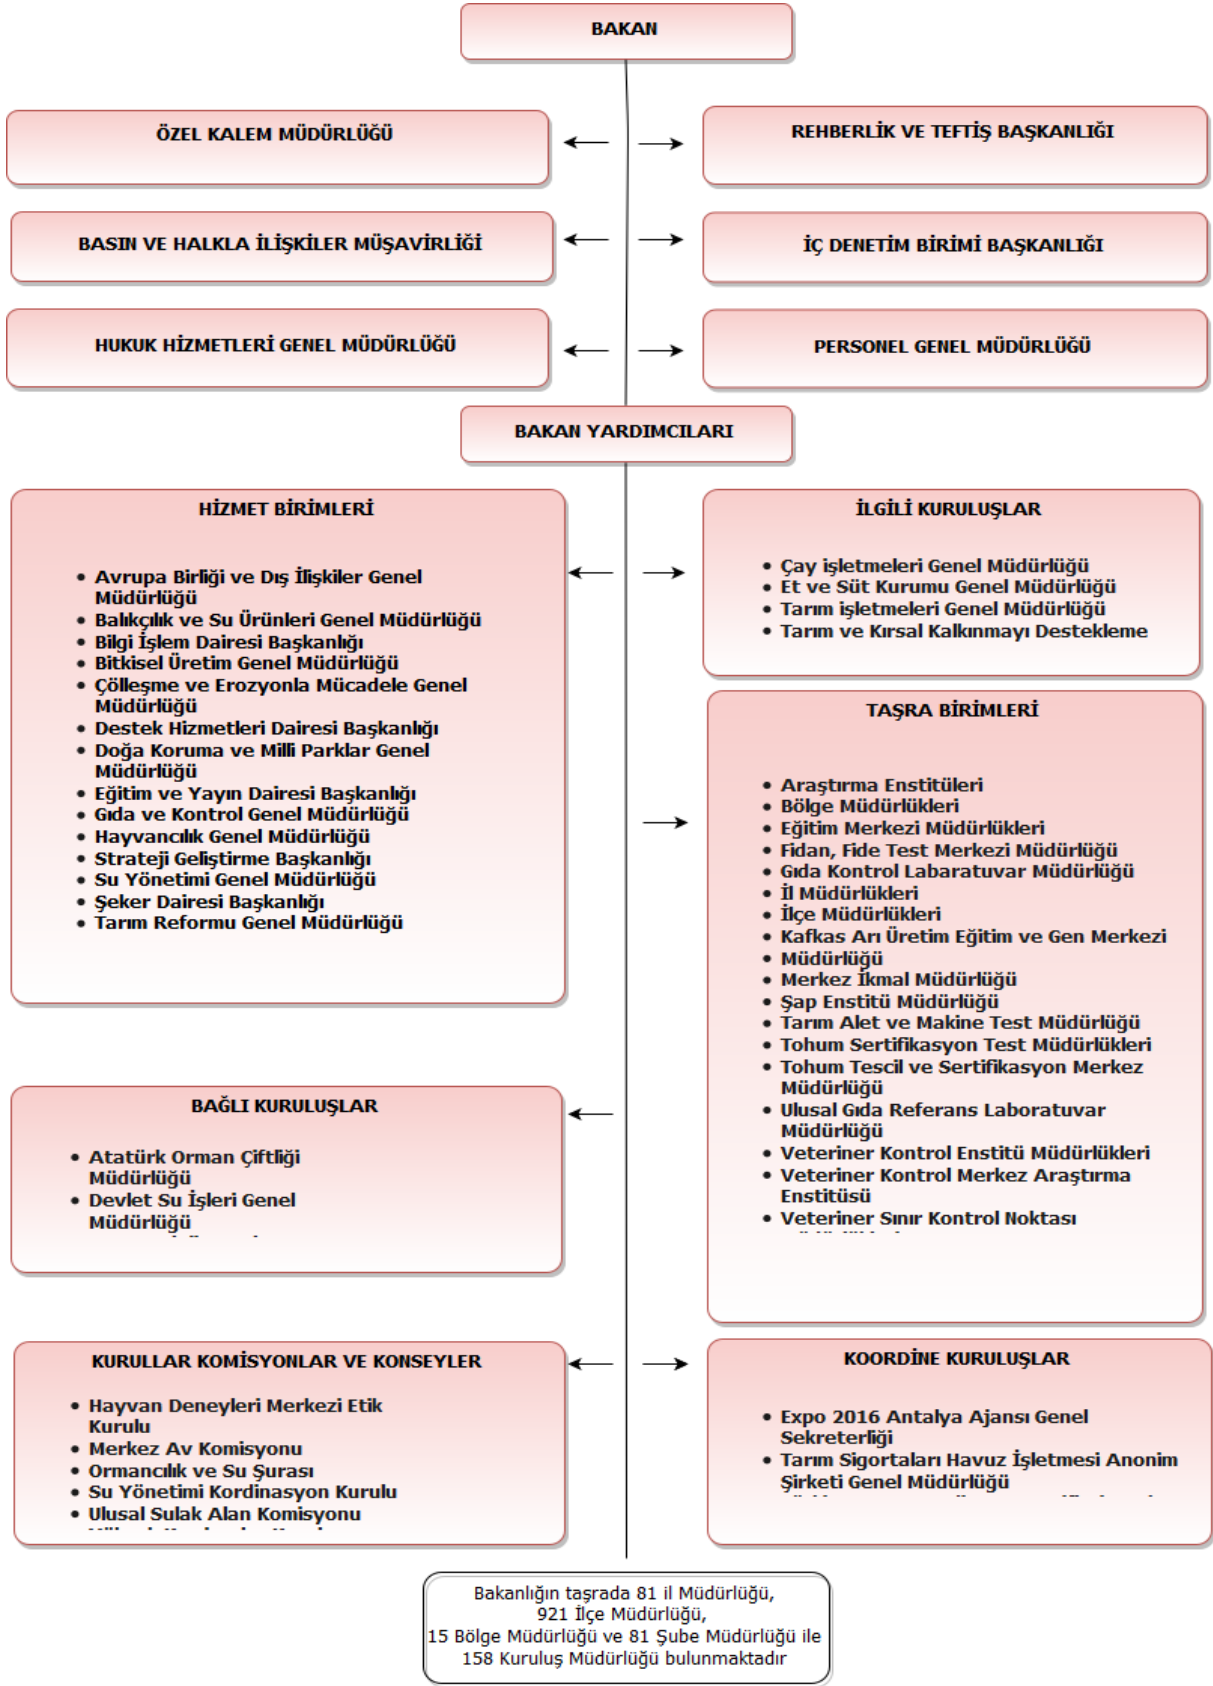 BAKAN
ÖZEL KALEM MÜDÜRLÜĞÜ
REHBERLİK VE TEFTİŞ BAŞKANLIĞI
BASIN VE HALKLA İLİŞKİLER MÜŞAVİRLİĞİ
İÇ DENETİM BİRİMİ BAŞKANLIĞI
HUKUK HİZMETLERİ GENEL MÜDÜRLÜĞÜ
PERSONEL GENEL MÜDÜRLÜĞÜ
BAKAN YARDIMCILARI
HİZMET BİRİMLERİ
• Avrupa Birliği ve Dış İlişkiler Genel
Müdürlüğü
• Balıkçılık ve Su Ürünleri Genel Müdürlüğü
• Bilgi İşlem Dairesi Başkanlığı
• Bitkisel Üretim Genel Müdürlüğü
• Çölleşme ve Erozyonla Mücadele Genel
Müdürlüğü
• Destek Hizmetleri Dairesi Başkanlığı
• Doğa Koruma ve Milli Parklar Genel
Müdürlüğü
• Eğitim ve Yayın Dairesi Başkanlığı
• Gıda ve Kontrol Genel Müdürlüğü
• Hayvancılık Genel Müdürlüğü
• Strateji Geliştirme Başkanlığı
• Su Yönetimi Genel Müdürlüğü
• Şeker Dairesi Başkanlığı
• Tarım Reformu Genel Müdürlüğü
İLGİLİ KURULUŞLAR
• Çay işletmeleri Genel Müdürlüğü
• Et ve Süt Kurumu Genel Müdürlüğü
• Tarım işletmeleri Genel Müdürlüğü
• Tarım ve Kırsal Kalkınmayı Destekleme
TAŞRA BİRİMLERİ
• Araştırma Enstitüleri
• Bölge Müdürlükleri
• Eğitim Merkezi Müdürlükleri
• Fidan, Fide Test Merkezi Müdürlüğü
• Gıda Kontrol Labaratuvar Müdürlüğü
• İl Müdürlükleri
• İlçe Müdürlükleri
• Kafkas Arı Üretim Eğitim ve Gen Merkezi
• Müdürlüğü
• Merkez İkmal Müdürlüğü
• Şap Enstitü Müdürlüğü
• Tarım Alet ve Makine Test Müdürlüğü
• Tohum Sertifikasyon Test Müdürlükleri
• Tohum Tescil ve Sertifikasyon Merkez
Müdürlüğü
• Ulusal Gıda Referans Laboratuvar
Müdürlüğü
• Veteriner Kontrol Enstitü Müdürlükleri
• Veteriner Kontrol Merkez Araştırma
Enstitüsü
• Veteriner Sınır Kontrol Noktası
BAĞLI KURULUŞLAR
• Atatürk Orman Çiftliği
Müdürlüğü
• Devlet Su İşleri Genel
Müdürlüğü
KURULLAR KOMİSYONLAR VE KONSEYLER
• Hayvan Deneyleri Merkezi Etik
Kurulu
• Merkez Av Komisyonu
• Ormancılık ve Su Şurası
• Su Yönetimi Kordinasyon Kurulu
• Ulusal Sulak Alan Komisyonu
KOORDİNE KURULUŞLAR
• Expo 2016 Antalya Ajansı Genel
Sekreterliği
• Tarım Sigortaları Havuz İşletmesi Anonim
Şirketi Genel Müdürlüğü
Bakanlığın taşrada 81 il Müdürlüğü,
921 İlçe Müdürlüğü,
15 Bölge Müdürlüğü ve 81 Şube Müdürlüğü ile
158 Kuruluş Müdürlüğü bulunmaktadır